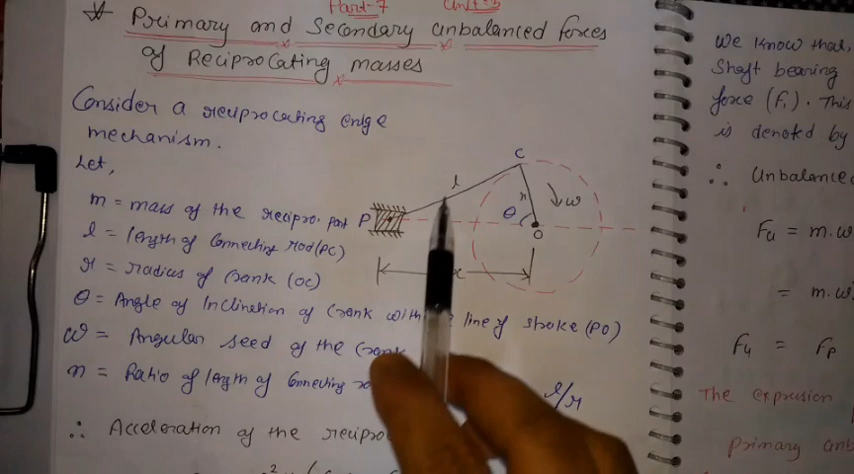 Part-7 Unit-3
* Primary and Secondary unbalanced forces
of Reciprocating masses
Consider a reciprocating enige
mechanism.
Let,
m = mass of the recipro. part
l = length of Connecting rod (PC)
r = radius of Crank (OC)
θ = Angle of Inclination of Crank with line of stroke (PO)
ω = Angular seed of the Crank
n = Ratio of length of Connecting
l/r
∴ Acceleration of the recipro
P
l
C
r
θ
ω
O
x
We know that,
Shaft bearing
force (F). This
is denoted by
∴ Unbalance
Fu = m.ω
= m.ω
Fu = Fp
The expression
primary unb